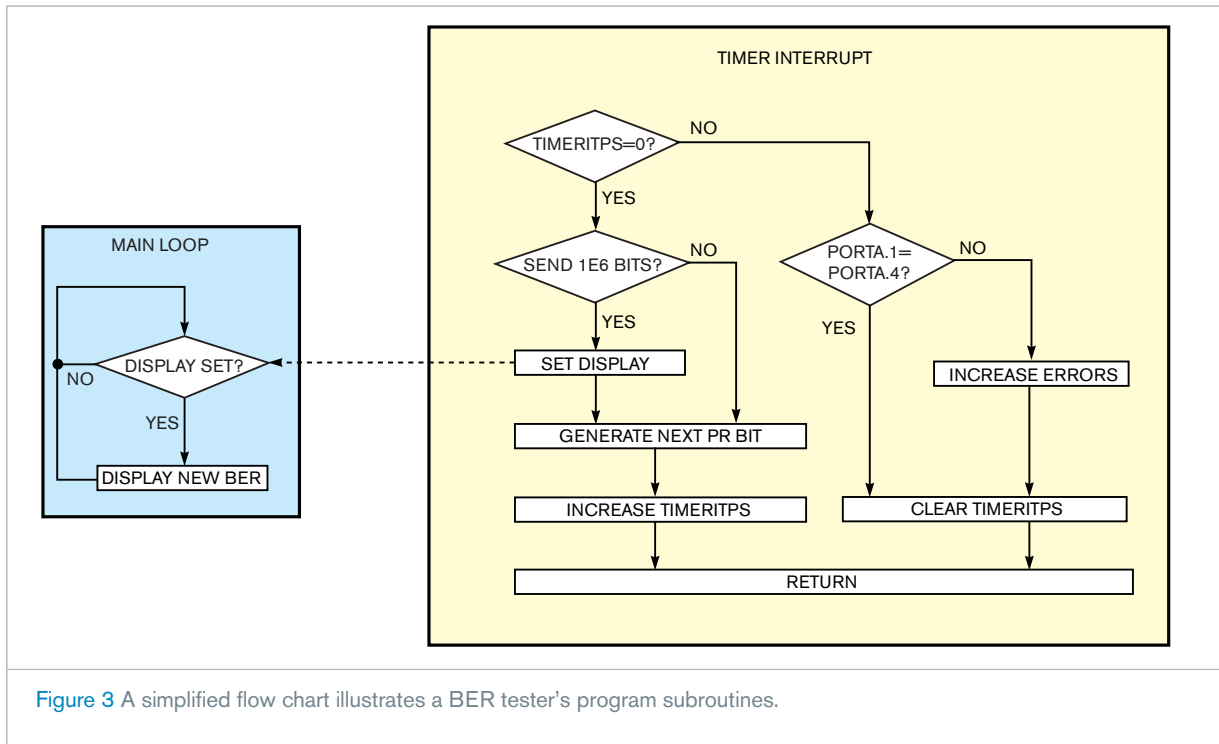 TIMER INTERRUPT
TIMERITPS=0?
NO
YES
SEND 1E6 BITS?
NO
YES
SET DISPLAY
GENERATE NEXT PR BIT
INCREASE TIMERITPS
PORTA.1=
PORTA.4?
NO
YES
INCREASE ERRORS
CLEAR TIMERITPS
RETURN
MAIN LOOP
DISPLAY SET?
NO
YES
DISPLAY NEW BER
Figure 3 A simplified flow chart illustrates a BER tester's program subroutines.